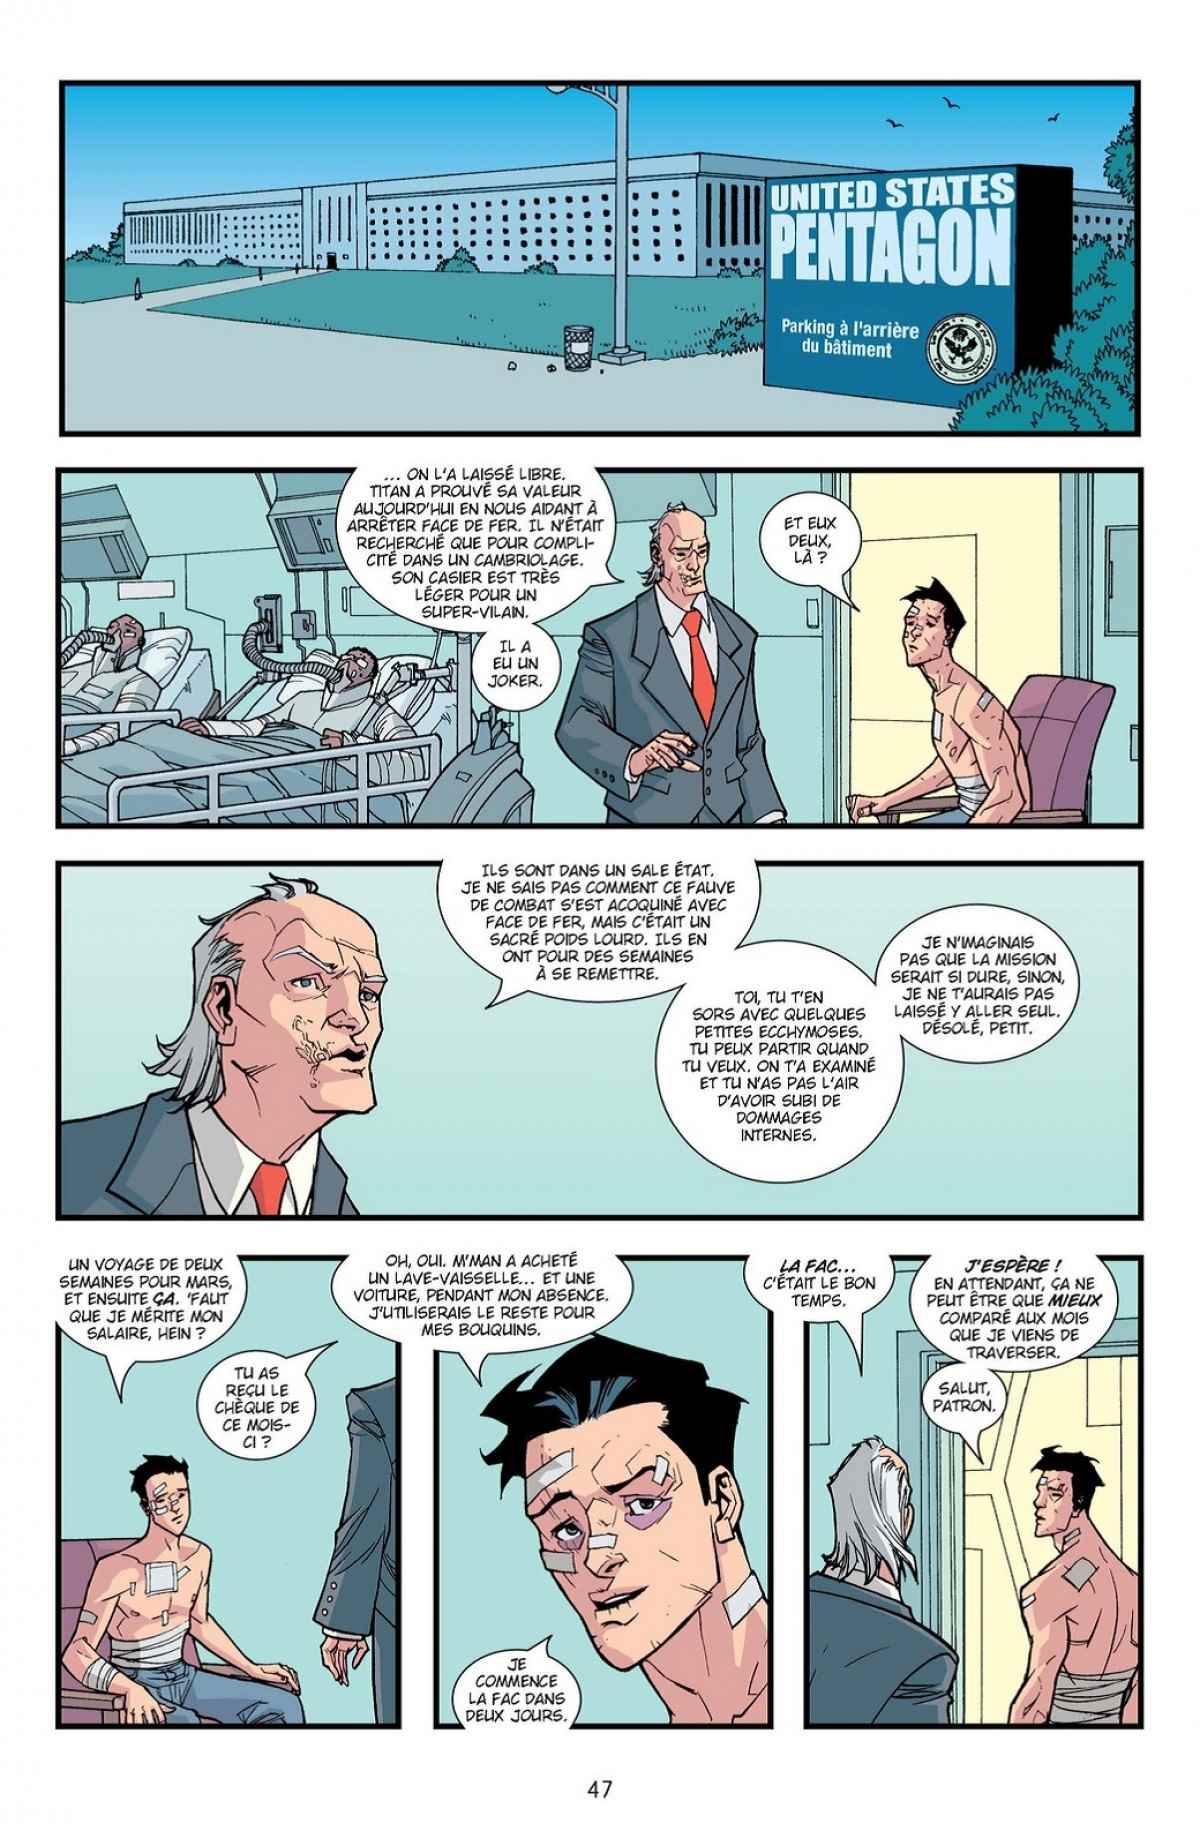 UNITED STATES
PENTAGON
Parking à l'arrière
du bâtiment
... ON L'A LAISSÉ LIBRE.
TITAN A PROUVÉ SA VALEUR
AUJOURD'HUI EN NOUS AIDANT À
ARRÊTER FACE DE FER. IL N'ÉTAIT
RECHERCHÉ QUE POUR COMPLI-
CITÉ DANS UN CAMBRIOLAGE.
SON CASIER EST TRÈS
LÉGER POUR UN
SUPER-VILAIN.
IL A
EU UN
JOKER.
ET EUX
DEUX,
LÀ ?
ILS SONT DANS UN SALE ÉTAT.
JE NE SAIS PAS COMMENT CE FAUVE
DE COMBAT S'EST ACOQUINÉ AVEC
FACE DE FER, MAIS C'ÉTAIT UN
SACRÉ POIDS LOURD. ILS EN
ONT POUR DES SEMAINES
À SE REMETTRE.
TOI, TU T'EN
SORS AVEC QUELQUES
PETITES ECCHYMOSES.
TU PEUX PARTIR QUAND
TU VEUX. ON T'A EXAMINÉ
ET TU N'AS PAS L'AIR
D'AVOIR SUBI DE
DOMMAGES
INTERNES.
JE N'IMAGINAIS
PAS QUE LA MISSION
SERAIT SI DURE, SINON,
JE NE T'AURAIS PAS
LAISSÉ Y ALLER SEUL.
DÉSOLÉ, PETIT.
UN VOYAGE DE DEUX
SEMAINES POUR MARS,
ET ENSUITE ÇA. 'FAUT
QUE JE MÉRITE MON
SALAIRE, HEIN ?
TU AS
REÇU LE
CHÈQUE DE
CE MOIS-
CI ?
OH, OUI. M'MAN A ACHETÉ
UN LAVE-VAISSELLE... ET UNE
VOITURE, PENDANT MON ABSENCE.
J'UTILISERAIS LE RESTE POUR
MES BOUQUINS.
JE
COMMENCE
LA FAC DANS
DEUX JOURS.
LA FAC...
C'ÉTAIT LE BON
TEMPS.
J'ESPÈRE !
EN ATTENDANT, ÇA NE
PEUT ÊTRE QUE MIEUX
COMPARÉ AUX MOIS
QUE JE VIENS DE
TRAVERSER.
SALUT,
PATRON.
47